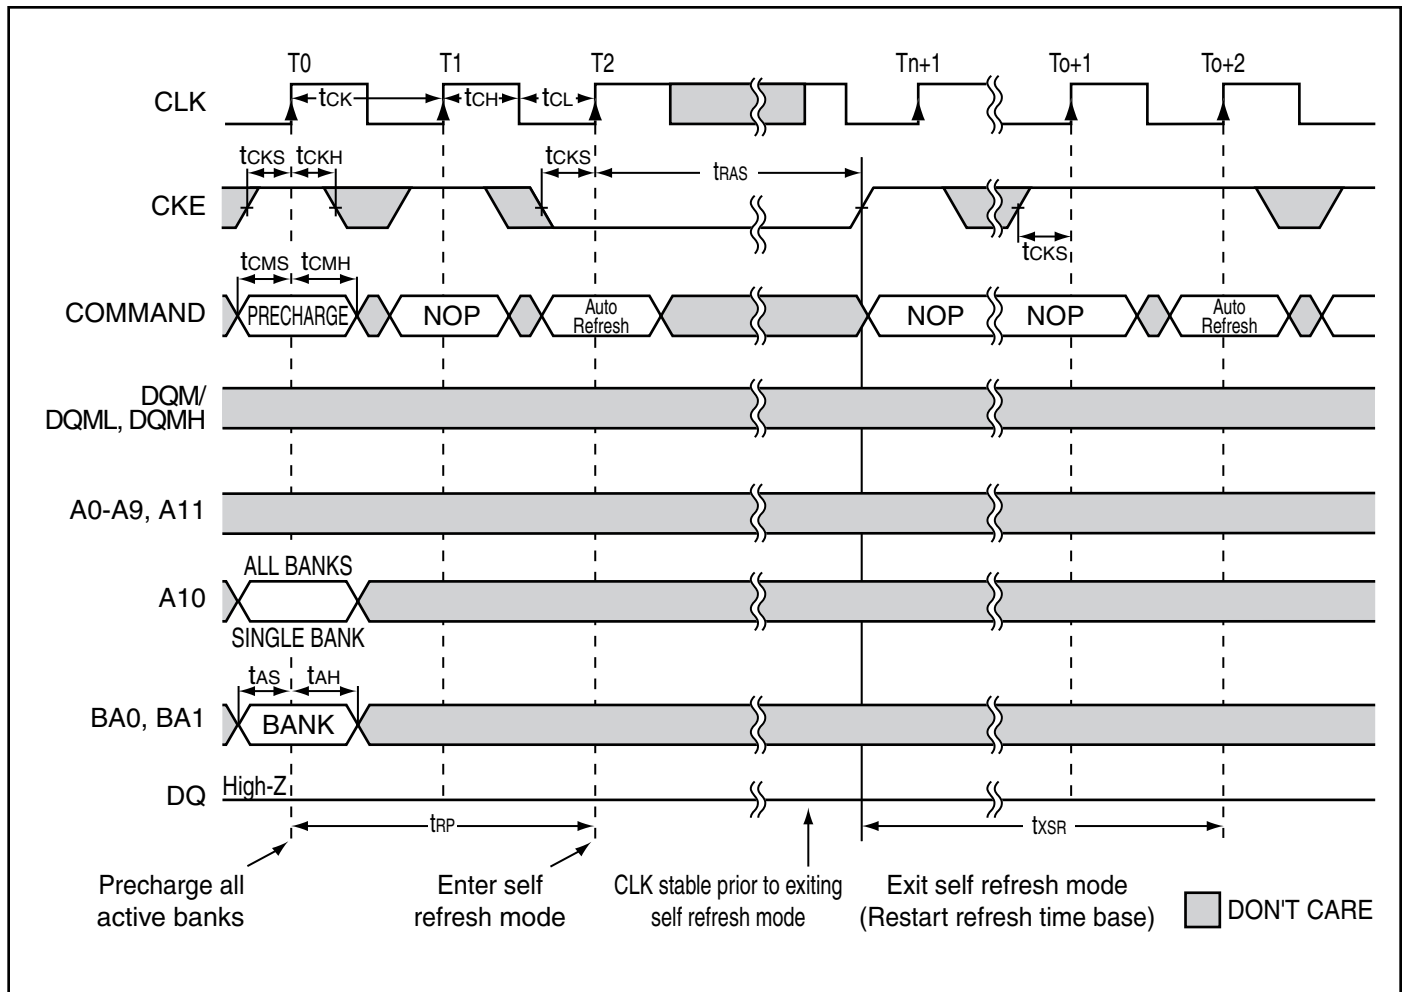 T0 T1 T2 Tn+1 To+1 To+2
CLK tCK tCH tCL
tCKS tCKH tCKS tRAS
CKE
tCKS
tCMS tCMH
COMMAND PRECHARGE NOP Auto Refresh NOP NOP Auto Refresh
DQM/
DQML, DQMH
A0-A9, A11
ALL BANKS
A10
SINGLE BANK
tAS tAH
BA0, BA1 BANK
DQ High-Z
tRP tXSR
Precharge all
active banks
Enter self
refresh mode
CLK stable prior to exiting
self refresh mode
Exit self refresh mode
(Restart refresh time base)
DON'T CARE